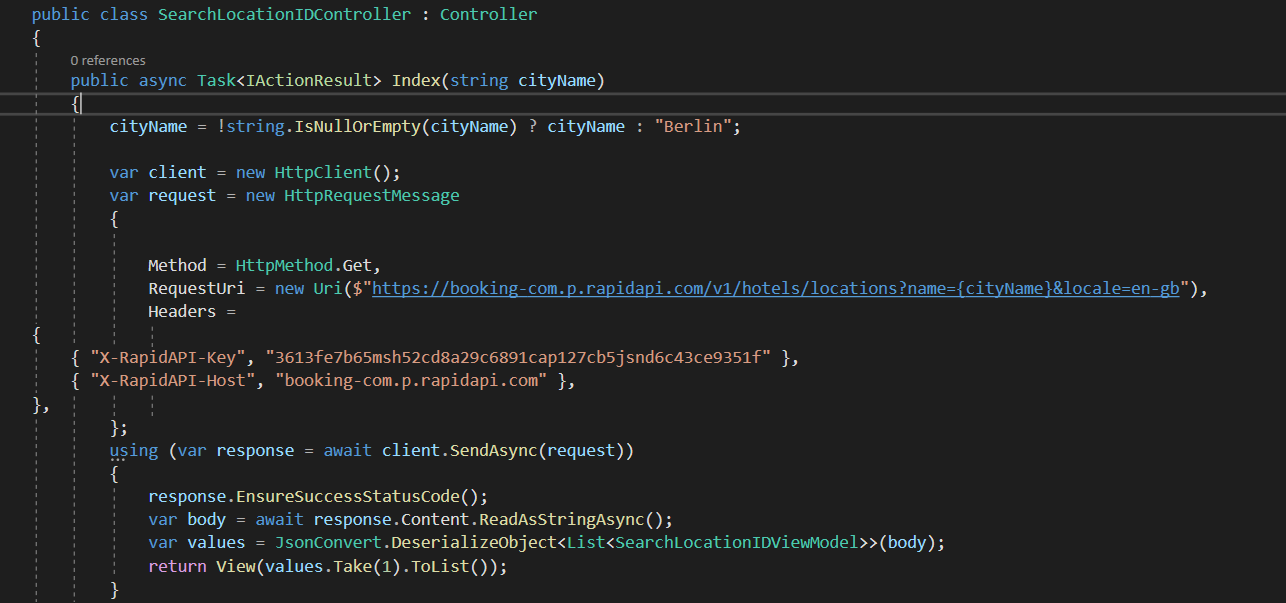 public class SearchLocationIDController : Controller
{
0 references
public async Task<IActionResult> Index(string cityName)
{
cityName = !string.IsNullOrEmpty(cityName) ? cityName : "Berlin";
var client = new HttpClient();
var request = new HttpRequestMessage
{
Method = HttpMethod.Get,
RequestUri = new Uri($"https://booking-com.p.rapidapi.com/v1/hotels/locations?name={cityName}&locale=en-gb"),
Headers =
{
{ "X-RapidAPI-Key", "3613fe7b65msh52cd8a29c6891cap127cb5jsnd6c43ce9351f" },
{ "X-RapidAPI-Host", "booking-com.p.rapidapi.com" },
},
};
using (var response = await client.SendAsync(request))
{
response.EnsureSuccessStatusCode();
var body = await response.Content.ReadAsStringAsync();
var values = JsonConvert.DeserializeObject<List<SearchLocationIDViewModel>>(body);
return View(values.Take(1).ToList());
}